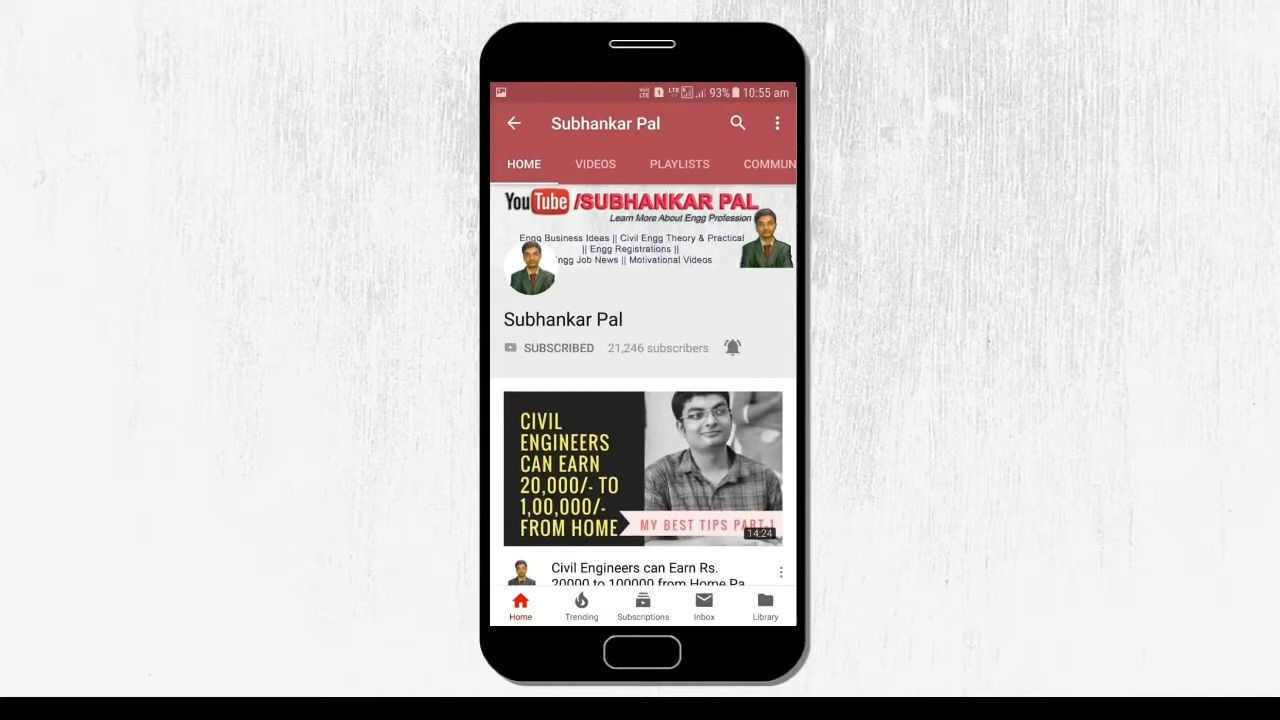 93% 10:55 am
Subhankar Pal
HOME VIDEOS PLAYLISTS COMMUN
YouTube /SUBHANKAR PAL
Learn More About Engg Profession
Engg Business Ideas || Civil Engg Theory & Practical
|| Engg Registrations ||
ngg Job News || Motivational Videos
Subhankar Pal
SUBSCRIBED 21,246 subscribers
CIVIL
ENGINEERS
CAN EARN
20,000/- TO
1,00,000/-
FROM HOME
MY BEST TIPS PART-1
14:24
Civil Engineers can Earn Rs.
20000 to 100000 from Home Pa
Home Trending Subscriptions Inbox Library